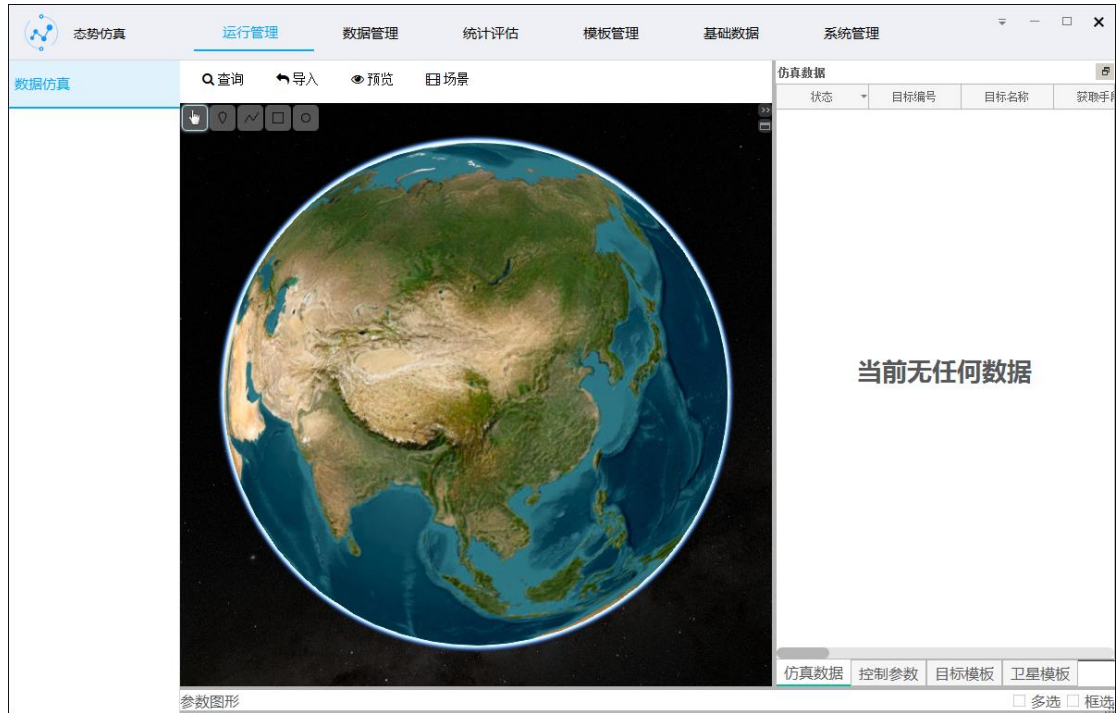 态势仿真 运行管理 数据管理 统计评估 模板管理 基础数据 系统管理
数据仿真 查询 导入 预览 场景 仿真数据
状态 目标编号 目标名称 获取手段
当前无任何数据
仿真数据 控制参数 目标模板 卫星模板
参数图形 多选 框选